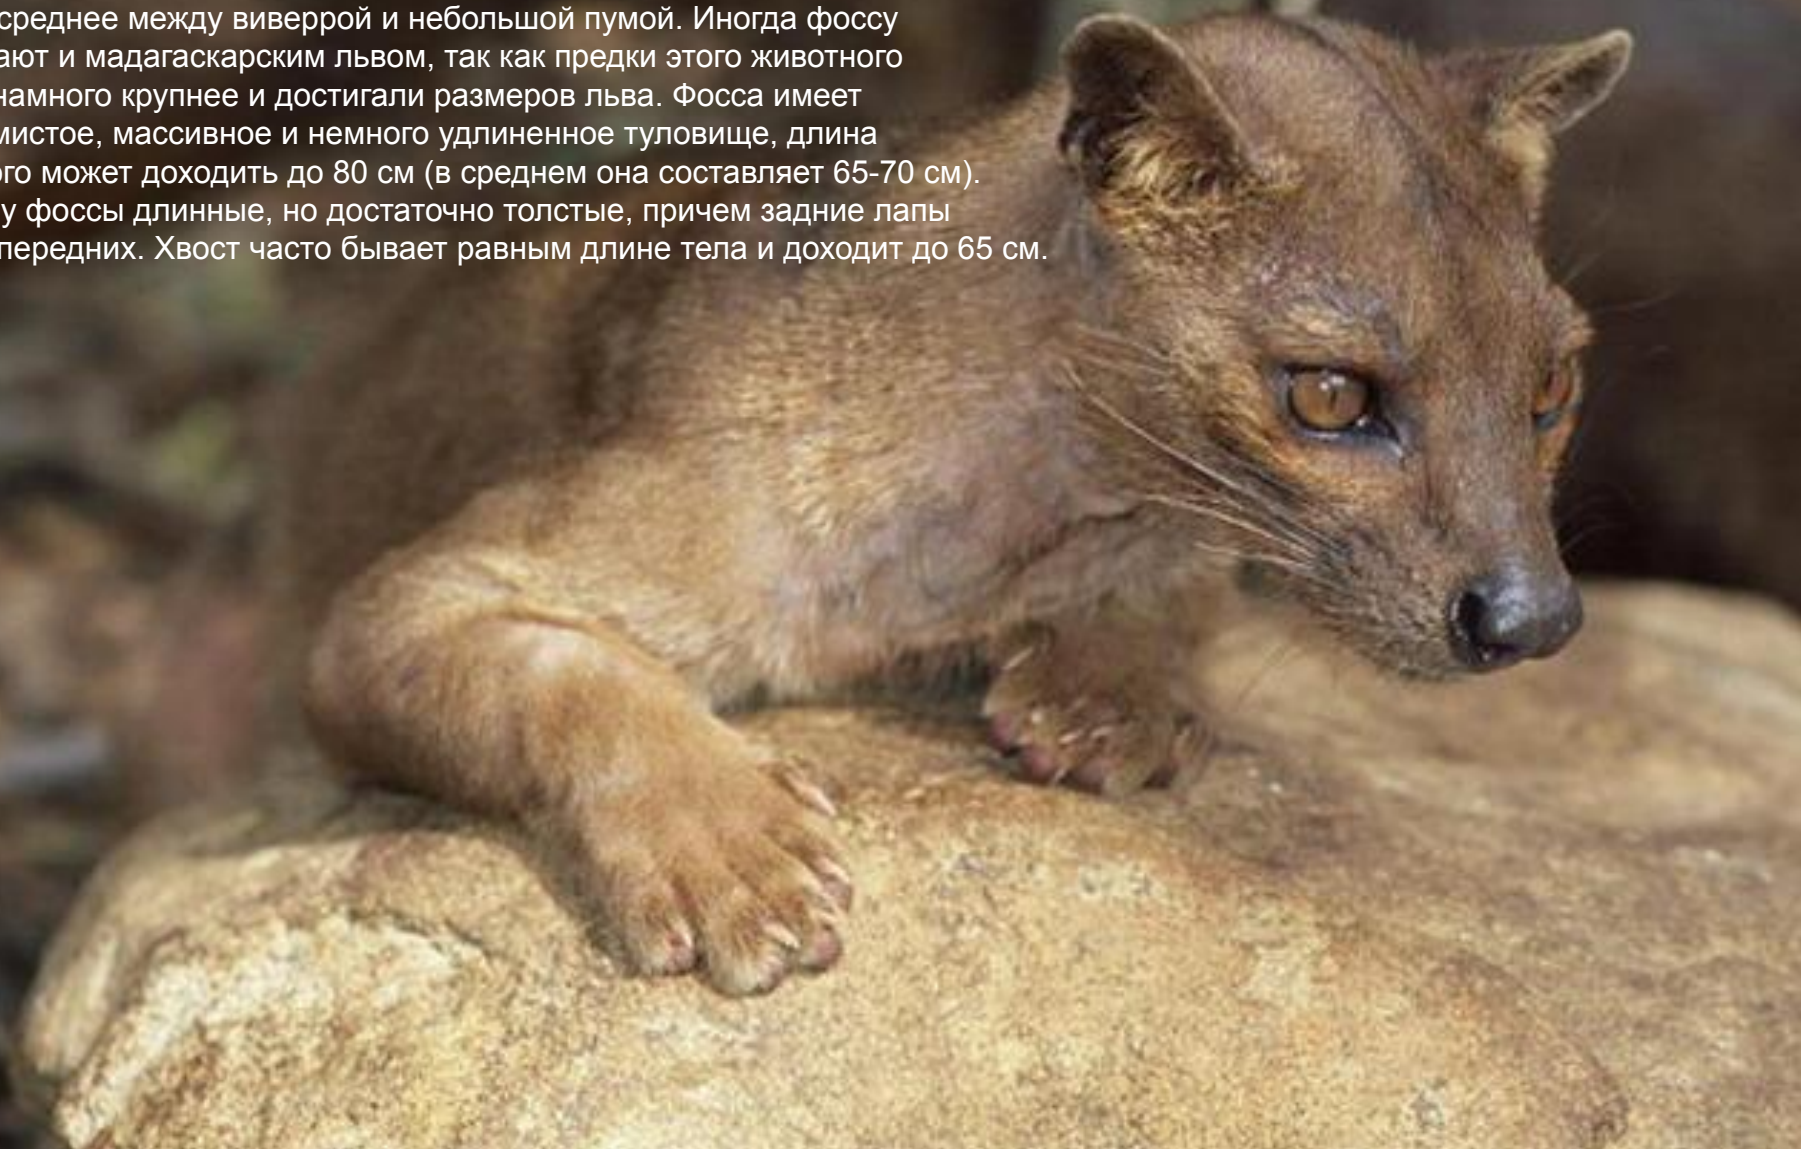 среднее между виверрой и небольшой пумой. Иногда фоссу
ают и мадагаскарским львом, так как предки этого животного
намного крупнее и достигали размеров льва. Фосса имеет
мистое, массивное и немного удлиненное туловище, длина
ого может доходить до 80 см (в среднем она составляет 65-70 см).
у фоссы длинные, но достаточно толстые, причем задние лапы
передних. Хвост часто бывает равным длине тела и доходит до 65 см.